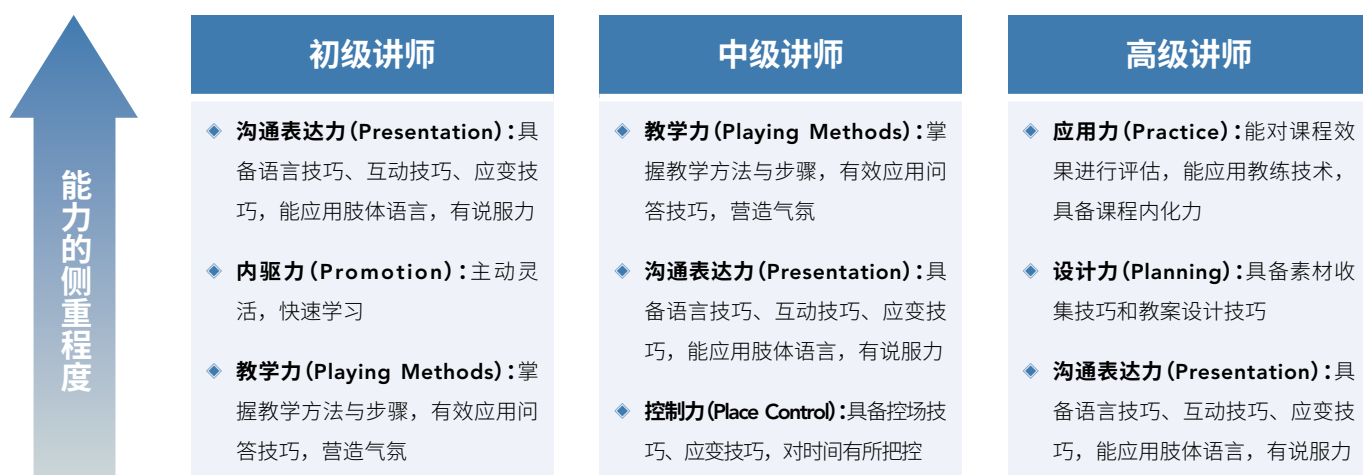 能力的侧重程度
初级讲师
沟通表达力(Presentation)：具
备语言技巧、互动技巧、应变技
巧，能应用肢体语言，有说服力
内驱力(Promotion)：主动灵
活，快速学习
教学力(Playing Methods)：掌
握教学方法与步骤，有效应用问
答技巧，营造气氛
中级讲师
教学力(Playing Methods)：掌
握教学方法与步骤，有效应用问
答技巧，营造气氛
沟通表达力(Presentation)：具
备语言技巧、互动技巧、应变技
巧，能应用肢体语言，有说服力
控制力(Place Control)：具备控场技
巧、应变技巧，对时间有所把控
高级讲师
应用力(Practice)：能对课程效
果进行评估，能应用教练技术，
具备课程内化力
设计力(Planning)：具备素材收
集技巧和教案设计技巧
沟通表达力(Presentation)：具
备语言技巧、互动技巧、应变技
巧，能应用肢体语言，有说服力